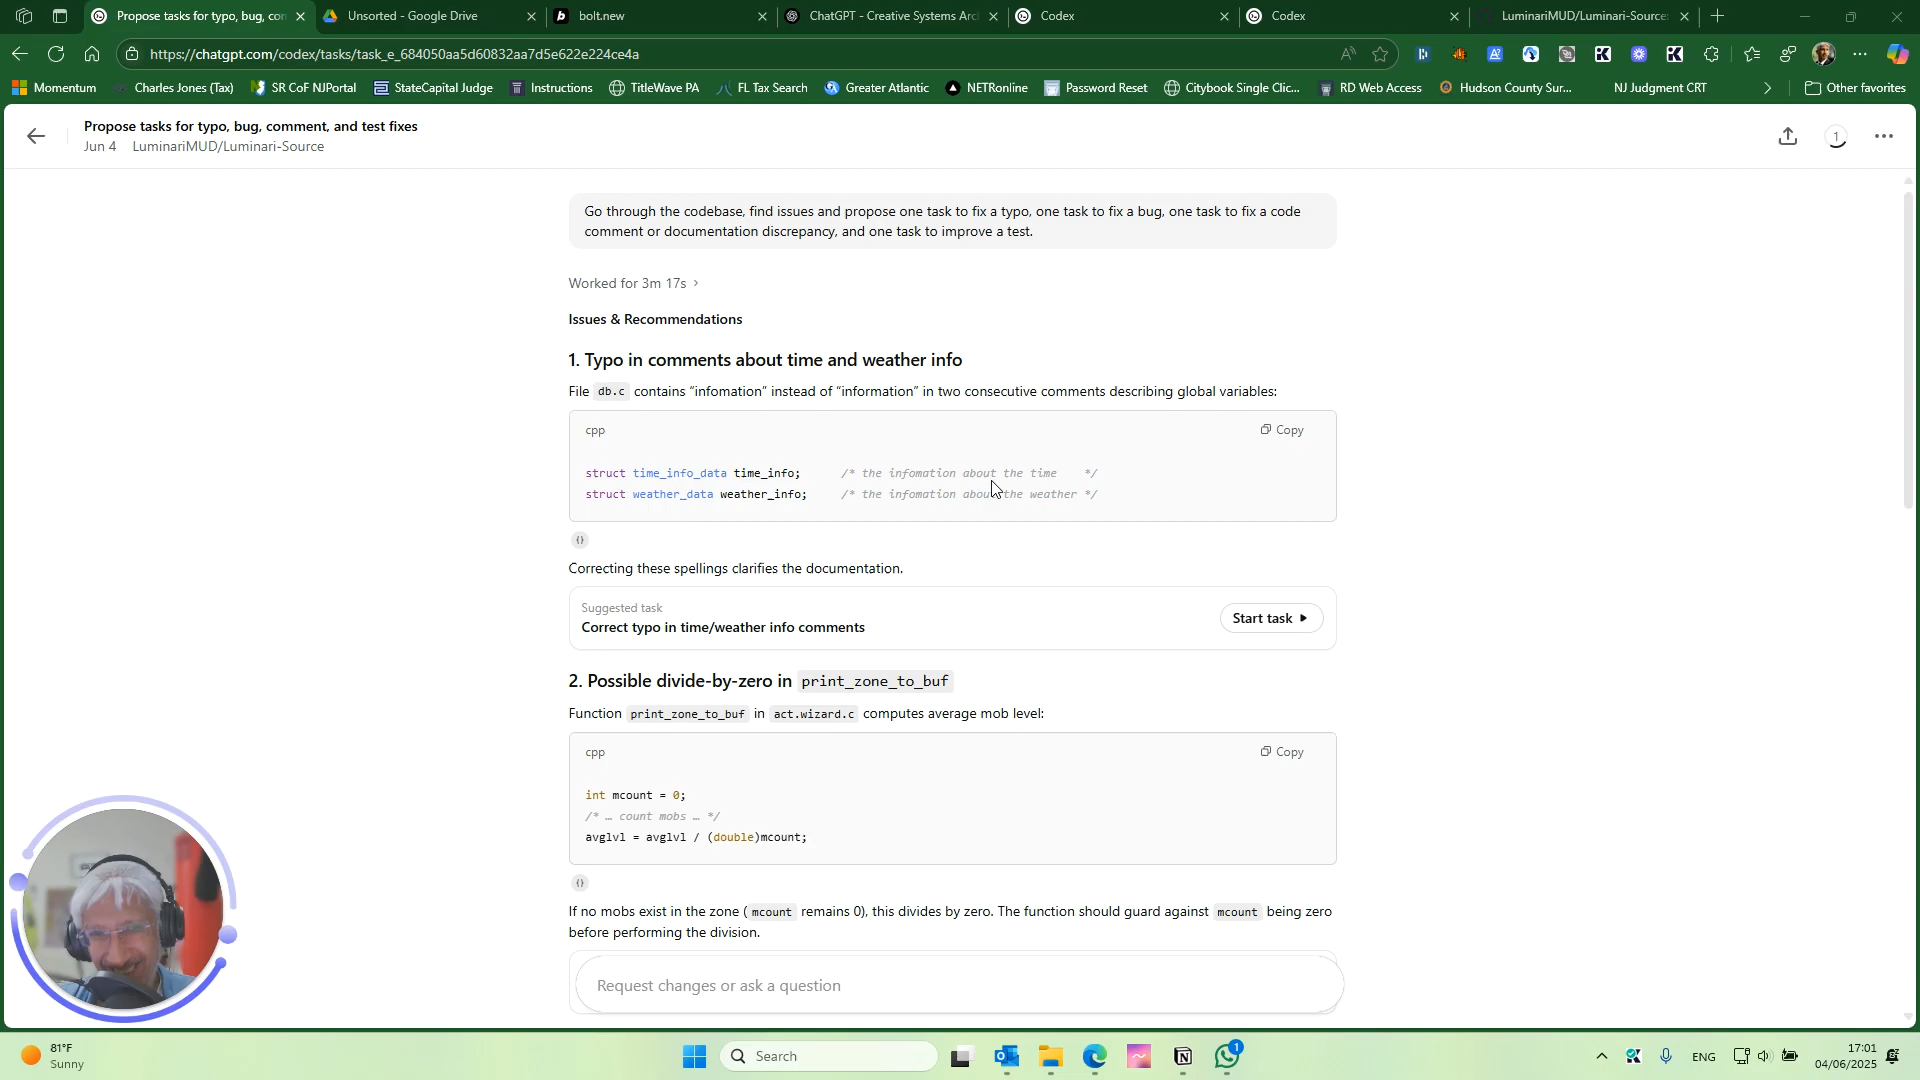 Propose tasks for typo, bug, con
Unsorted - Google Drive
b bolt.new
ChatGPT - Creative Systems Arc
Codex
Codex
LuminariMUD/Luminari-Source:
https://chatgpt.com/codex/tasks/task_e_684050aa5d60832aa7d5e622e224ce4a
Momentum
Charles Jones (Tax)
SR CoF NJPortal
StateCapital Judge
Instructions
TitleWave PA
FL Tax Search
Greater Atlantic
NETRonline
Password Reset
Citybook Single Clic...
RD Web Access
Hudson County Sur...
NJ Judgment CRT
Other favorites
Propose tasks for typo, bug, comment, and test fixes
Jun 4 LuminariMUD/Luminari-Source
1
Go through the codebase, find issues and propose one task to fix a typo, one task to fix a bug, one task to fix a code
comment or documentation discrepancy, and one task to improve a test.
Worked for 3m 17s >
Issues & Recommendations
1. Typo in comments about time and weather info
File db.c contains “infomation” instead of “information” in two consecutive comments describing global variables:
cpp
Copy
struct time_info_data time_info; /* the infomation about the time */
struct weather_data weather_info; /* the infomation about the weather */
{}
Correcting these spellings clarifies the documentation.
Suggested task
Correct typo in time/weather info comments
Start task
2. Possible divide-by-zero in print_zone_to_buf
Function print_zone_to_buf in act.wizard.c computes average mob level:
cpp
Copy
int mcount = 0;
/* … count mobs … */
avglvl = avglvl / (double)mcount;
{}
If no mobs exist in the zone ( mcount remains 0), this divides by zero. The function should guard against mcount being zero
before performing the division.
Request changes or ask a question
81°F
Sunny
Search
1
ENG
17:01
04/06/2025